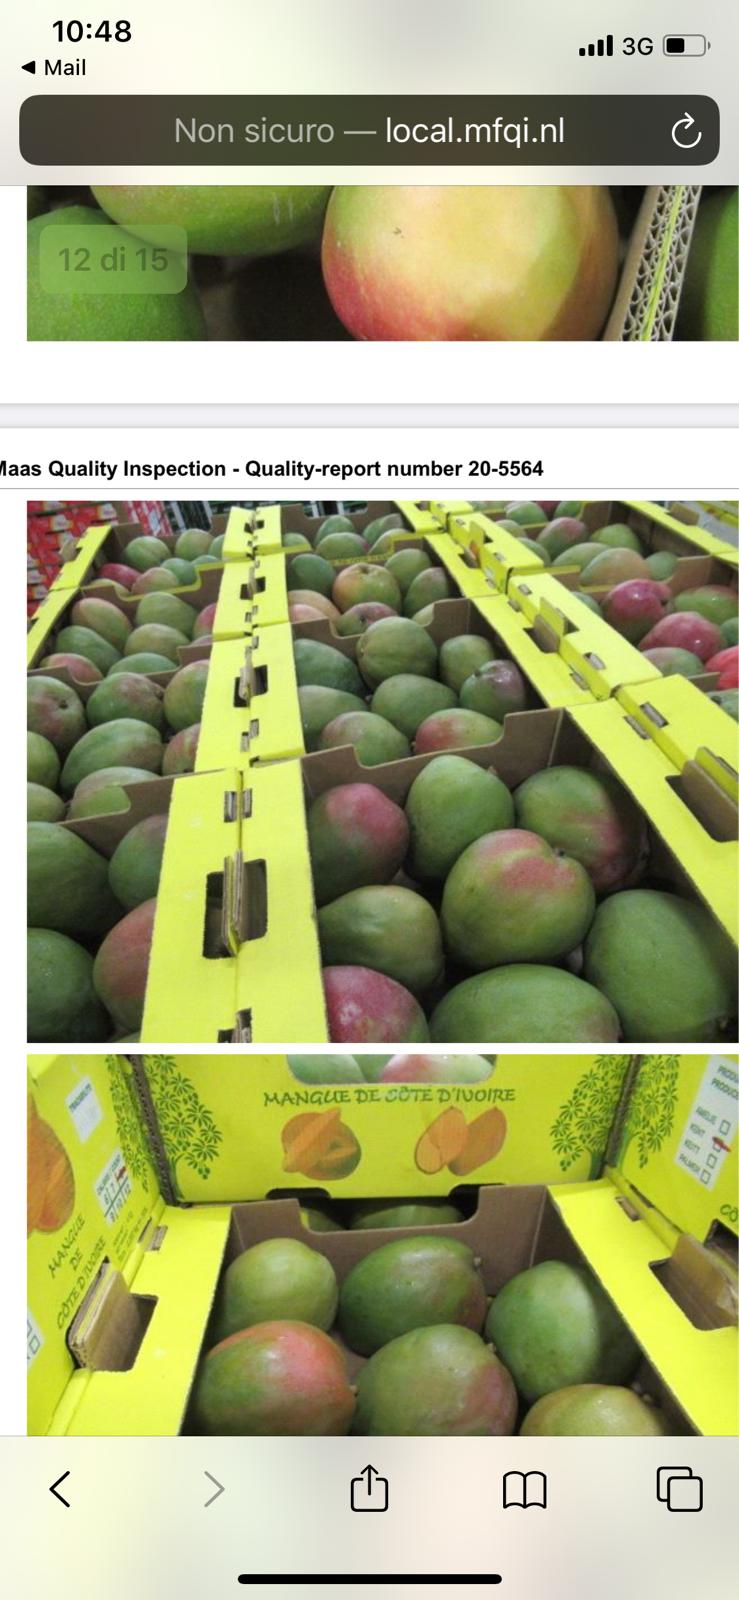 10:48
3G
Mail
Non sicuro — local.mfqi.nl
12 di 15
Maas Quality Inspection - Quality-report number 20-5564
MANGUE DE CÔTE D'IVOIRE
MANGUE
DE
CÔTE D'IVOIRE
AMELIE
KENT
KEITT
PALMER
CÔ